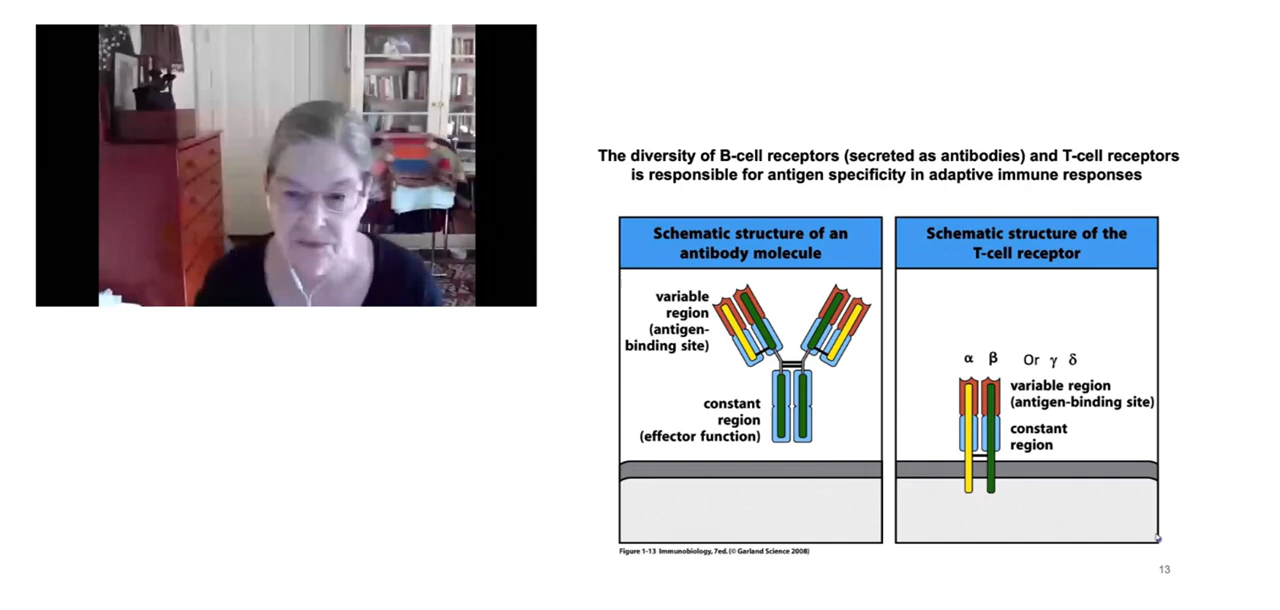 The diversity of B-cell receptors (secreted as antibodies) and T-cell receptors
is responsible for antigen specificity in adaptive immune responses
Schematic structure of an
antibody molecule
variable
region
(antigen-
binding site)
constant
region
(effector function)
Schematic structure of the
T-cell receptor
α β Or γ δ
variable region
(antigen-binding site)
constant
region
Figure 1-13 Immunobiology, 7ed. (© Garland Science 2008)
13